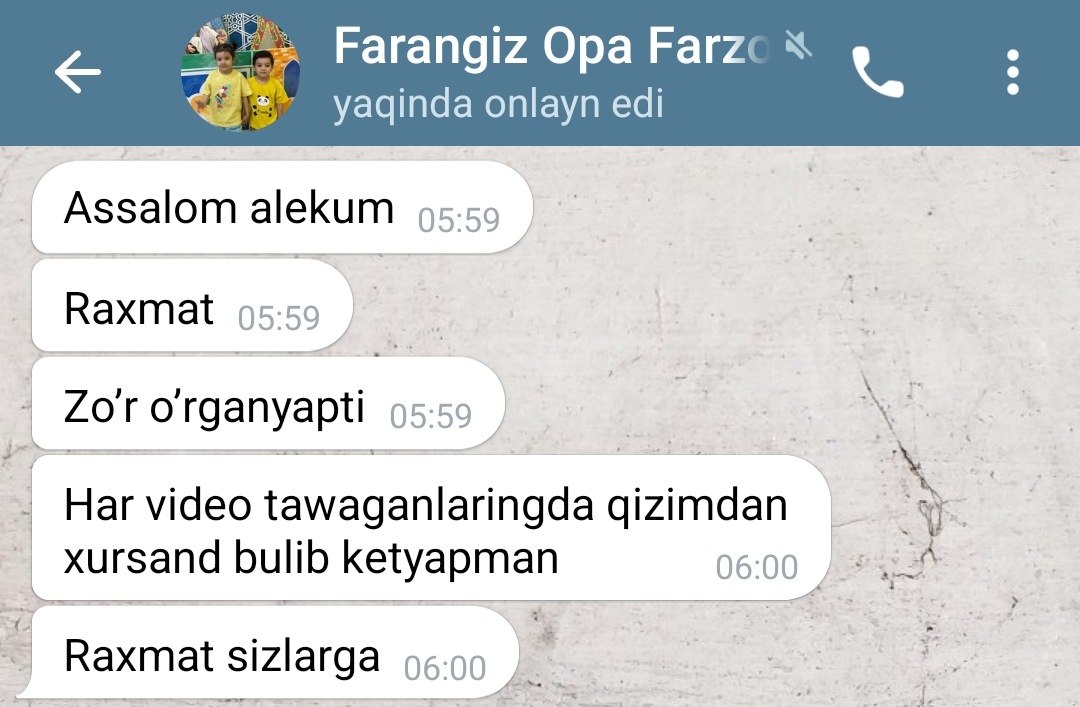 Farangiz Opa Farzo
yaqinda onlayn edi
Assalom alekum 05:59
Raxmat 05:59
Zo’r o’rganyapti 05:59
Har video tawaganlaringda qizimdan
xursand bulib ketyapman 06:00
Raxmat sizlarga 06:00